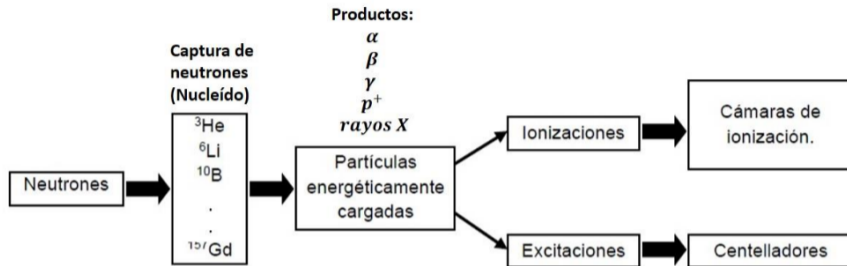 Productos:
α
β
γ
p⁺
rayos X
Captura de
neutrones
(Nucleído)
Neutrones
³He
⁶Li
¹⁰B
.
.
¹⁵⁷Gd
Partículas
energéticamente
cargadas
Ionizaciones
Cámaras de
ionización.
Excitaciones
Centelladores